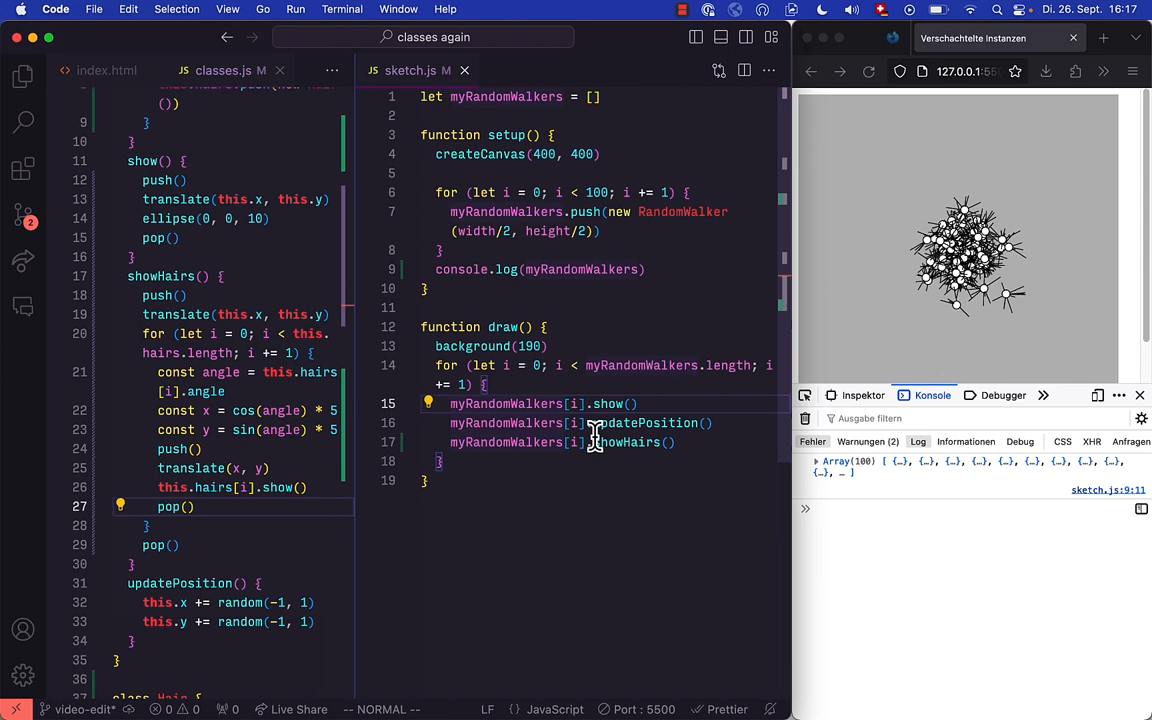 Code File Edit Selection View Go Run Terminal Window Help Di. 26. Sept. 16:17
classes again
Verschachtelte Instanzen
index.html
classes.js M
sketch.js M
127.0.0.1:550
())
9 }
10 }
11 show() {
12 push()
13 translate(this.x, this.y)
14 ellipse(0, 0, 10)
15 pop()
16 }
17 showHairs() {
18 push()
19 translate(this.x, this.y)
20 for (let i = 0; i < this.
hairs.length; i += 1) {
21 const angle = this.hairs
[i].angle
22 const x = cos(angle) * 5
23 const y = sin(angle) * 5
24 push()
25 translate(x, y)
26 this.hairs[i].show()
27 pop()
28 }
29 pop()
30 }
31 updatePosition() {
32 this.x += random(-1, 1)
33 this.y += random(-1, 1)
34 }
35 }
36
37 class Hair {
1 let myRandomWalkers = []
2
3 function setup() {
4 createCanvas(400, 400)
5
6 for (let i = 0; i < 100; i += 1) {
7 myRandomWalkers.push(new RandomWalker
(width/2, height/2))
8 }
9 console.log(myRandomWalkers)
10 }
11
12 function draw() {
13 background(190)
14 for (let i = 0; i < myRandomWalkers.length; i
+= 1) {
15 myRandomWalkers[i].show()
16 myRandomWalkers[i] updatePosition()
17 myRandomWalkers[i] showHairs()
18 }
19 }
Inspektor Konsole Debugger
Ausgabe filtern
Fehler Warnungen (2) Log Informationen Debug CSS XHR Anfragen
Array(100) [ {…}, {…}, {…}, {…}, {…}, {…}, {…},
{…}, … ]
sketch.js:9:11
2
video-edit* 0 0 0 Live Share -- NORMAL -- LF {} JavaScript Port : 5500 Prettier